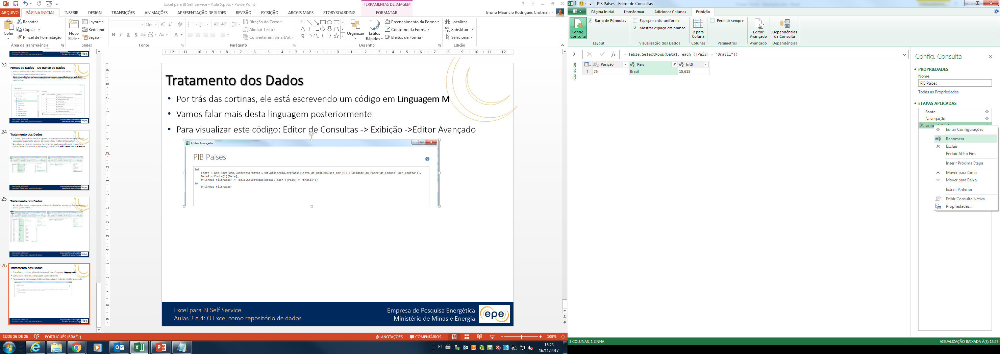 Excel para BI Self Service - Aula 5.pptx - PowerPoint
FERRAMENTAS DE IMAGEM
ARQUIVO
PÁGINA INICIAL
INSERIR
DESIGN
TRANSIÇÕES
ANIMAÇÕES
APRESENTAÇÃO DE SLIDES
REVISÃO
EXIBIÇÃO
ARCGIS MAPS
STORYBOARDING
FORMATAR
Bruno Mauricio Rodrigues Crotman
Colar
Recortar
Copiar
Pincel de Formatação
Área de Transferência
Novo
Slide
Layout
Redefinir
Seção
Slides
16+
N I S S abc AV Aa A
Fonte
Direção do Texto
Alinhar Texto
Converter em SmartArt
Parágrafo
Organizar
Estilos
Rápidos
Preenchimento da Forma
Contorno da Forma
Efeitos de Forma
Desenho
Localizar
Substituir
Selecionar
Edição
23
Fontes de Dados – Do Banco de Dados
24
Tratamento dos Dados
25
Tratamento dos Dados
26
Tratamento dos Dados
Por trás das cortinas, ele está escrevendo um código em Linguagem M
Vamos falar mais desta linguagem posteriormente
Para visualizar este código: Editor de Consultas -> Exibição ->Editor Avançado
Tratamento dos Dados
• Por trás das cortinas, ele está escrevendo um código em Linguagem M
• Vamos falar mais desta linguagem posteriormente
• Para visualizar este código: Editor de Consultas -> Exibição ->Editor Avançado
Editor Avançado
PIB Países
let
Fonte = Web.Page(Web.Contents("https://pt.wikipedia.org/wiki/Lista_de_pa%C3%ADses_por_PIB_(Paridade_do_Poder_de_Compra)_per_capita")),
Data1 = Fonte{1}[Data],
#"Linhas Filtradas" = Table.SelectRows(Data1, each ([País] = "Brasil"))
in
#"Linhas Filtradas"
Excel para BI Self Service
Aulas 3 e 4: O Excel como repositório de dados
Empresa de Pesquisa Energética
Ministério de Minas e Energia
epe
SLIDE 26 DE 26
PORTUGUÊS (BRASIL)
ANOTAÇÕES
COMENTÁRIOS
109%
PT
15:23
16/11/2017
PIB Países - Editor de Consultas
Página Inicial
Transformar
Adicionar Colunas
Exibição
Config.
Consulta
Barra de Fórmulas
Layout
Espaçamento uniforme
Mostrar espaço em branco
Visualização dos Dados
Ir para
Coluna
Colunas
Permitir sempre
Parâmetros
Editor
Avançado
Avançado
Dependências
de Consulta
Dependências
Consultas
fx
= Table.SelectRows(Data1, each ([País] = "Brasil"))
Posição
País
Int$
1
76
Brasil
15,615
Config. Consulta
PROPRIEDADES
Nome
PIB Países
Todas as Propriedades
ETAPAS APLICADAS
Fonte
Navegação
Linhas Filtradas
Editar Configurações
Renomear
Excluir
Excluir Até o Fim
Inserir Próxima Etapa
Mover para Cima
Mover para Baixo
Extrair Anterior
Exibir Consulta Nativa
Propriedades...
3 COLUNAS, 1 LINHA
VISUALIZAÇÃO BAIXADA À(S) 13:25